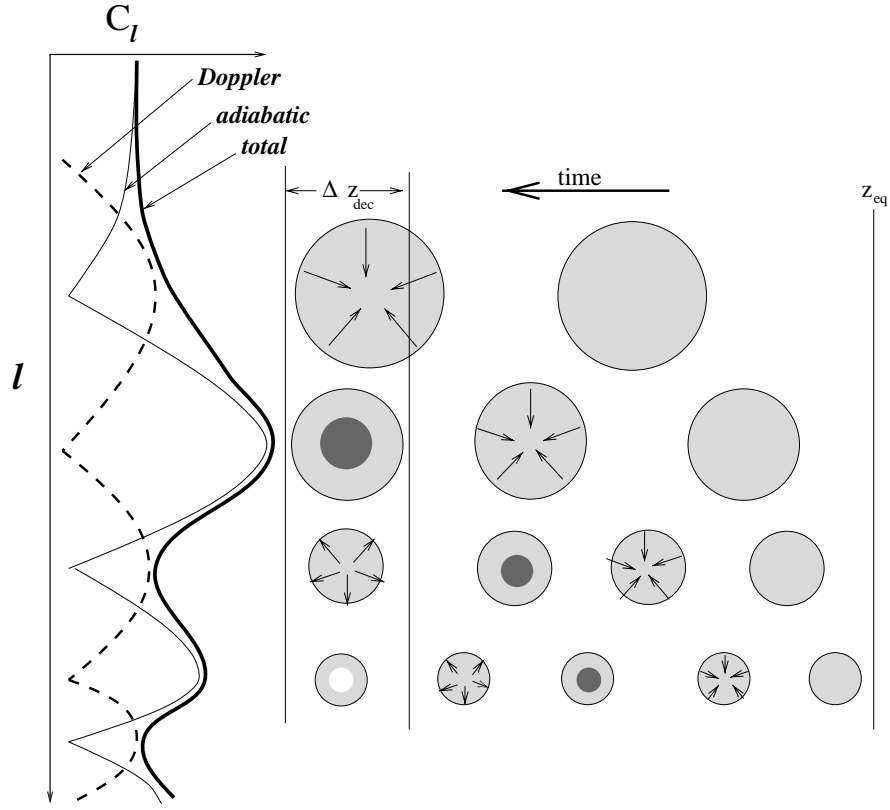 C_l
Doppler
adiabatic
total
Δ z_dec
time
z_eq
l